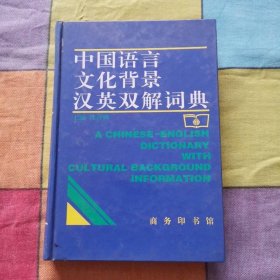 中国语言
文化背景
汉英双解词典
A CHINESE-ENGLISH
DICTIONARY
WITH
CULTURAL BACKGROUND
INFORMATION
商务印书馆